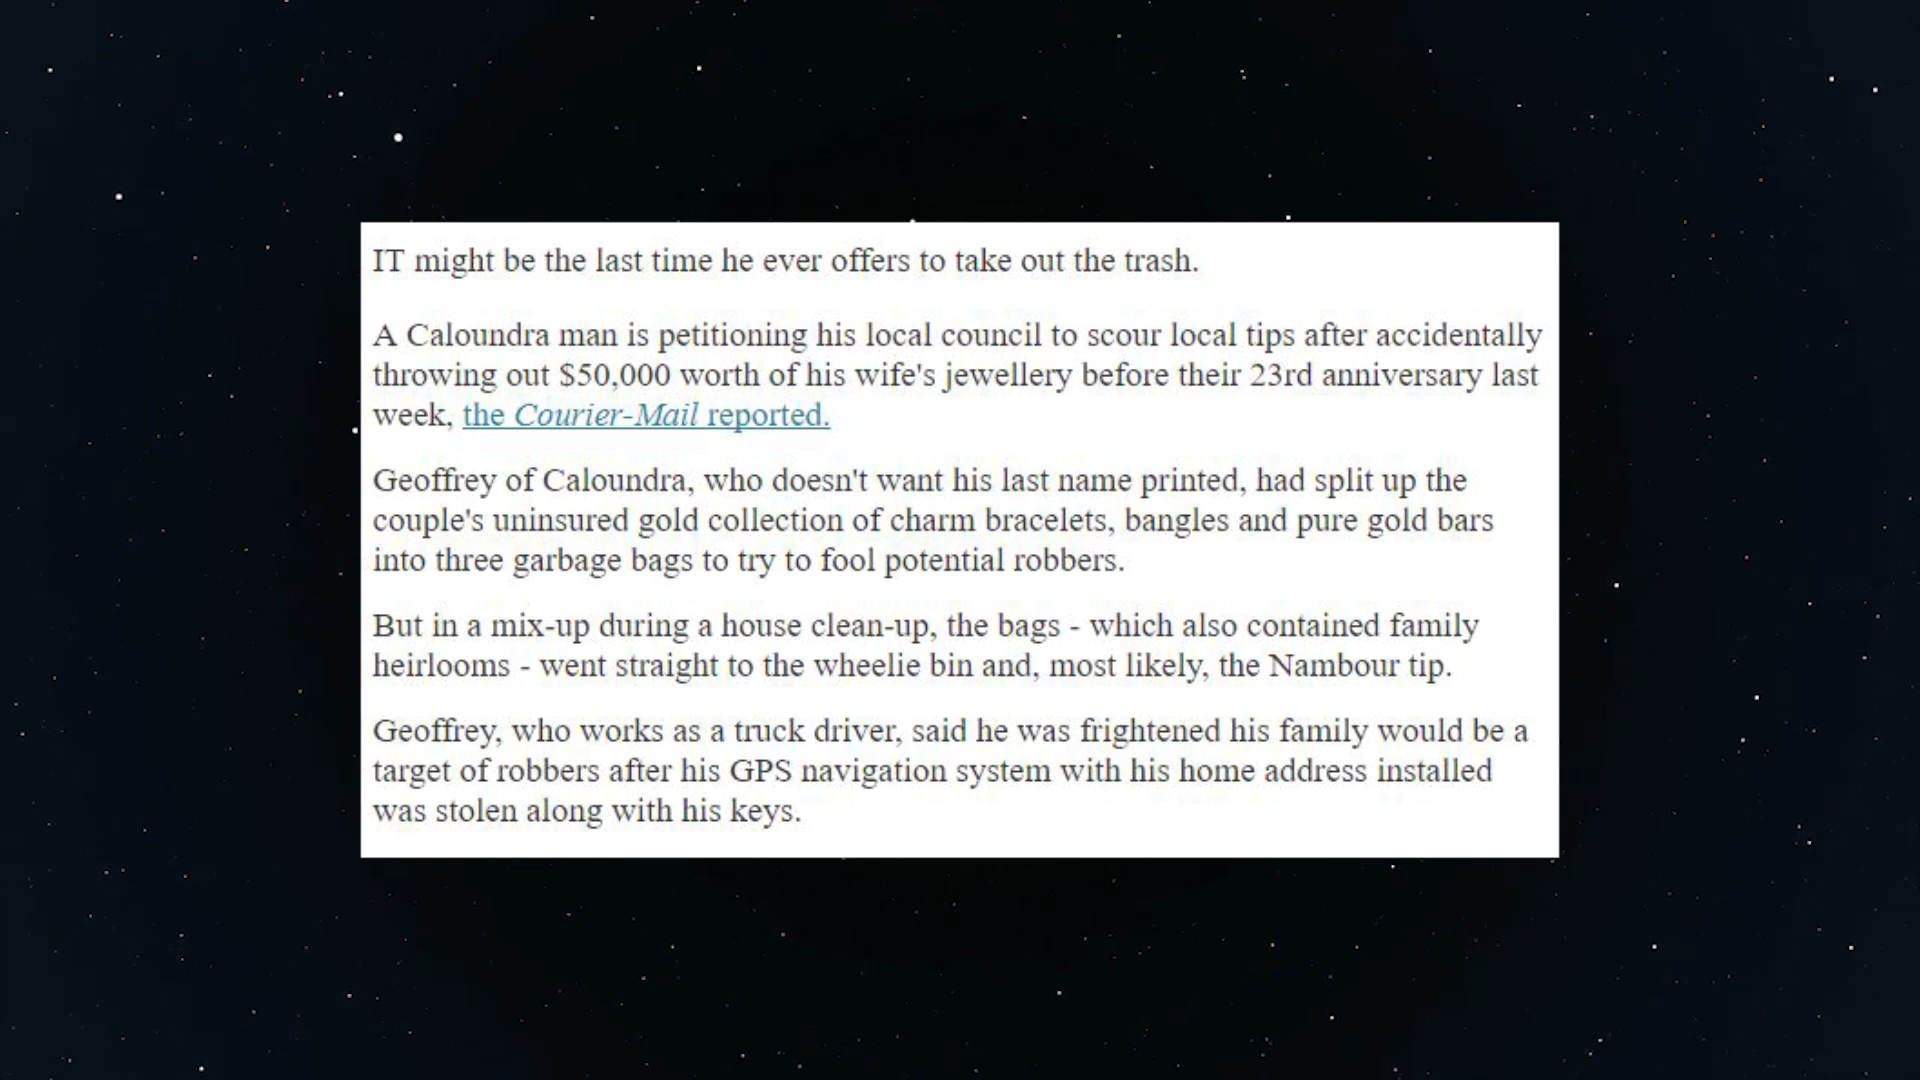 IT might be the last time he ever offers to take out the trash.
A Caloundra man is petitioning his local council to scour local tips after accidentally
throwing out $50,000 worth of his wife's jewellery before their 23rd anniversary last
week, the Courier-Mail reported.
Geoffrey of Caloundra, who doesn't want his last name printed, had split up the
couple's uninsured gold collection of charm bracelets, bangles and pure gold bars
into three garbage bags to try to fool potential robbers.
But in a mix-up during a house clean-up, the bags - which also contained family
heirlooms - went straight to the wheelie bin and, most likely, the Nambour tip.
Geoffrey, who works as a truck driver, said he was frightened his family would be a
target of robbers after his GPS navigation system with his home address installed
was stolen along with his keys.